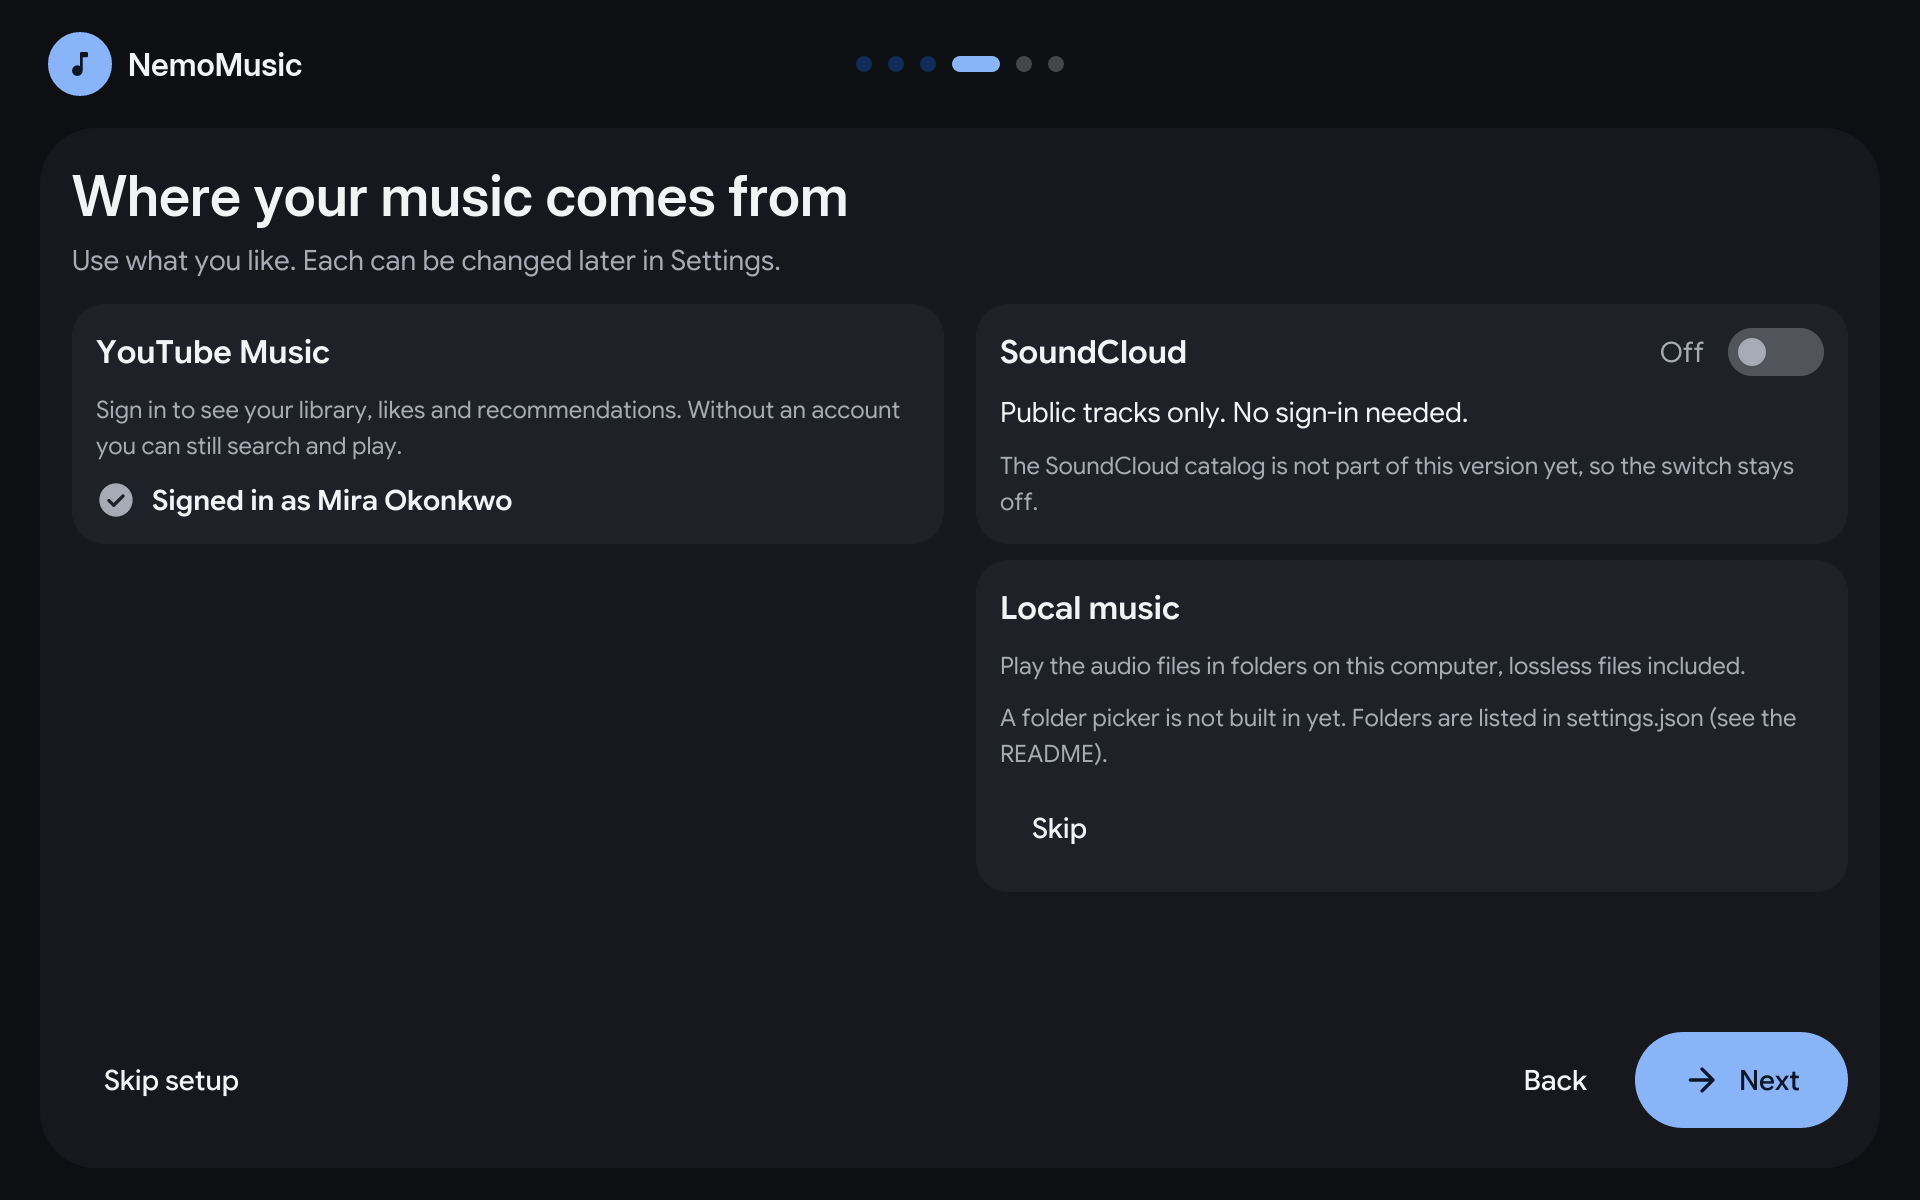 NemoMusic
Where your music comes from
Use what you like. Each can be changed later in Settings.
YouTube Music
Sign in to see your library, likes and recommendations. Without an account
you can still search and play.
Signed in as Mira Okonkwo
SoundCloud
Off
Public tracks only. No sign-in needed.
The SoundCloud catalog is not part of this version yet, so the switch stays
off.
Local music
Play the audio files in folders on this computer, lossless files included.
A folder picker is not built in yet. Folders are listed in settings.json (see the
README).
Skip
Skip setup
Back
Next